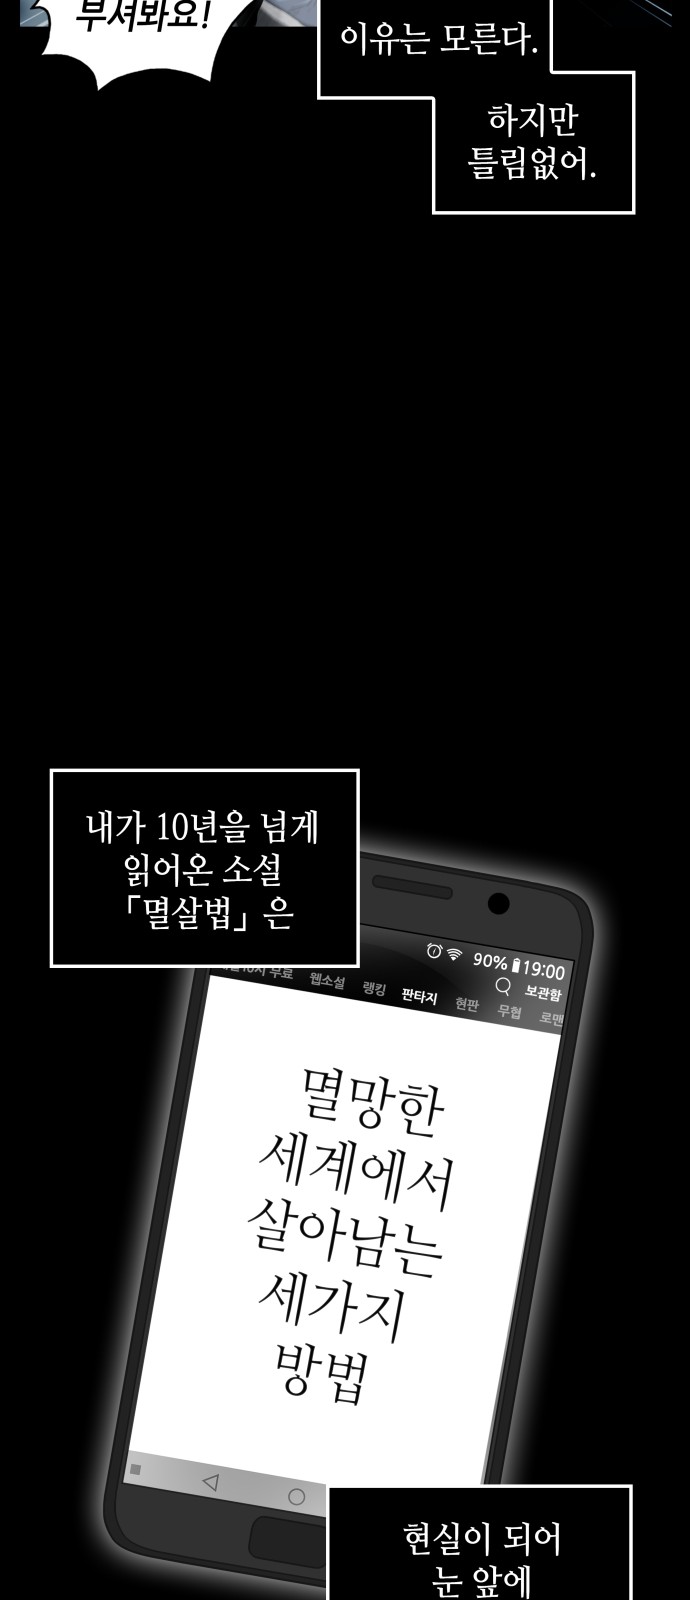 부셔봐요!
이유는 모른다.
하지만
틀림없어.
내가 10년을 넘게
읽어온 소설
「멸살법」은
90% 19:00
보관함
무료 웹소설 랭킹 판타지 현판 무협 로맨
멸망한
세계에서
살아남는
세가지
방법
현실이 되어
눈 앞에